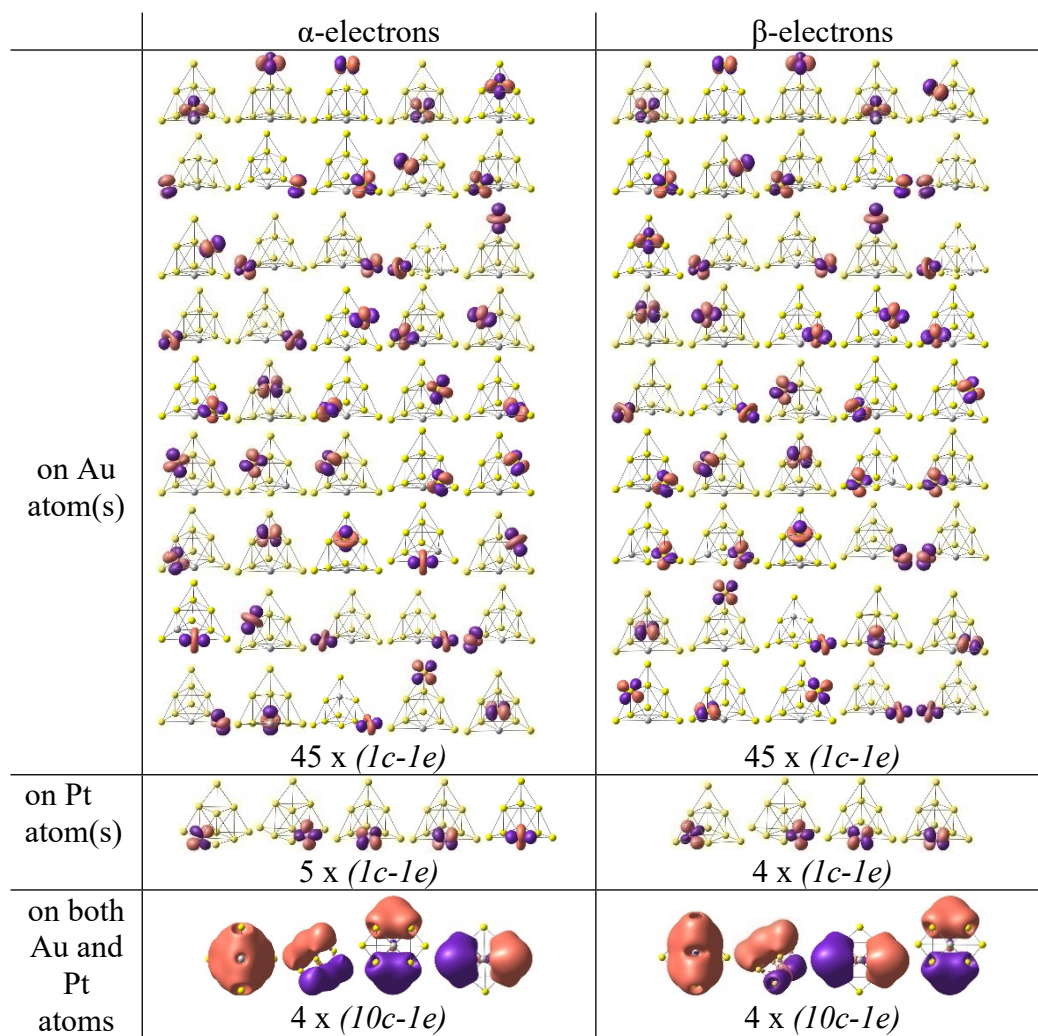 α-electrons
β-electrons
on Au
atom(s)
45 x (1c-1e)
45 x (1c-1e)
on Pt
atom(s)
5 x (1c-1e)
4 x (1c-1e)
on both
Au and
Pt
atoms
4 x (10c-1e)
4 x (10c-1e)